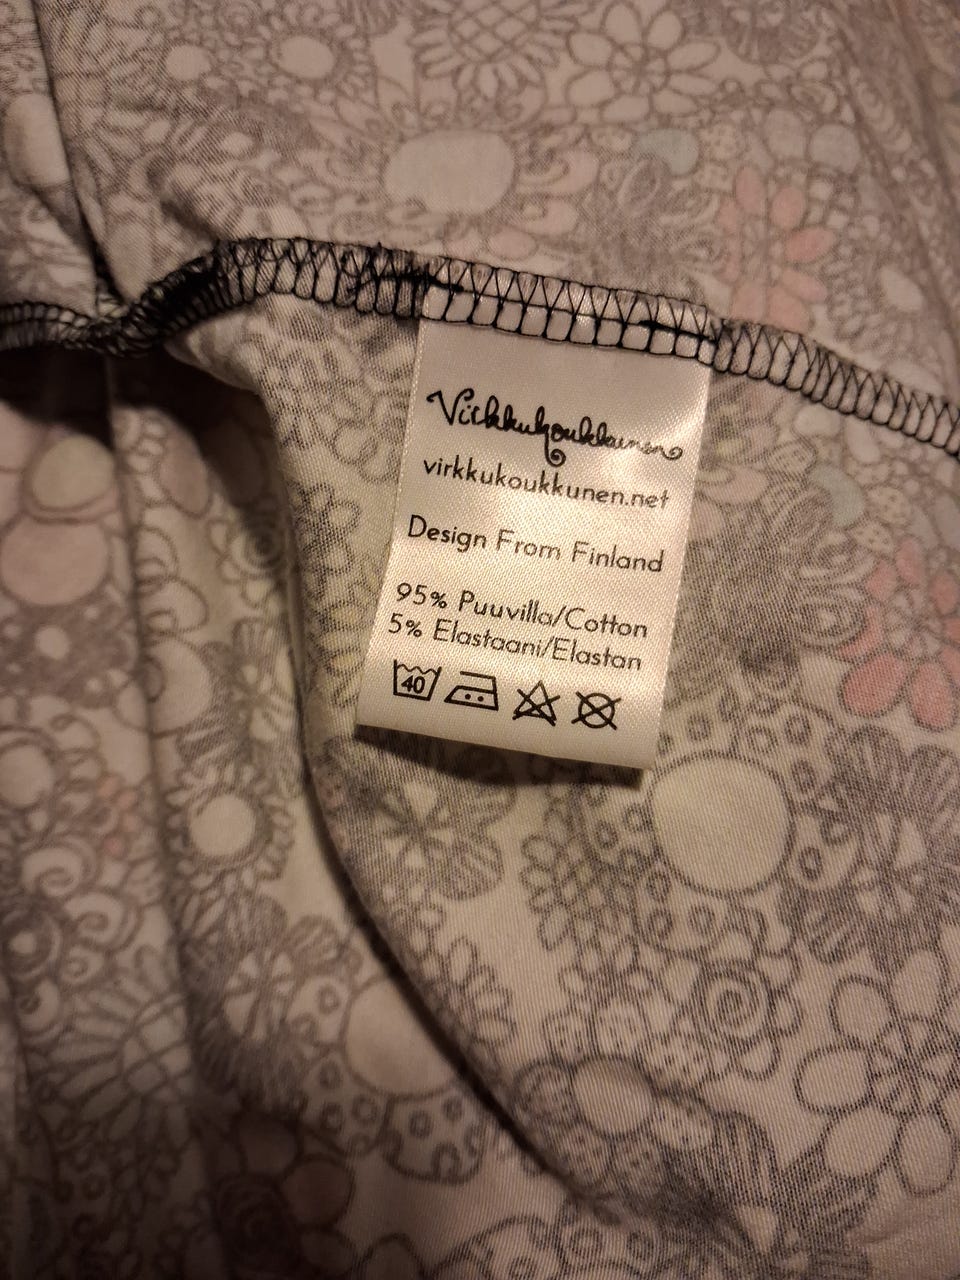 Virkkukoukkunen
virkkukoukkunen.net
Design From Finland
95% Puuvilla/Cotton
5% Elastaani/Elastan
40